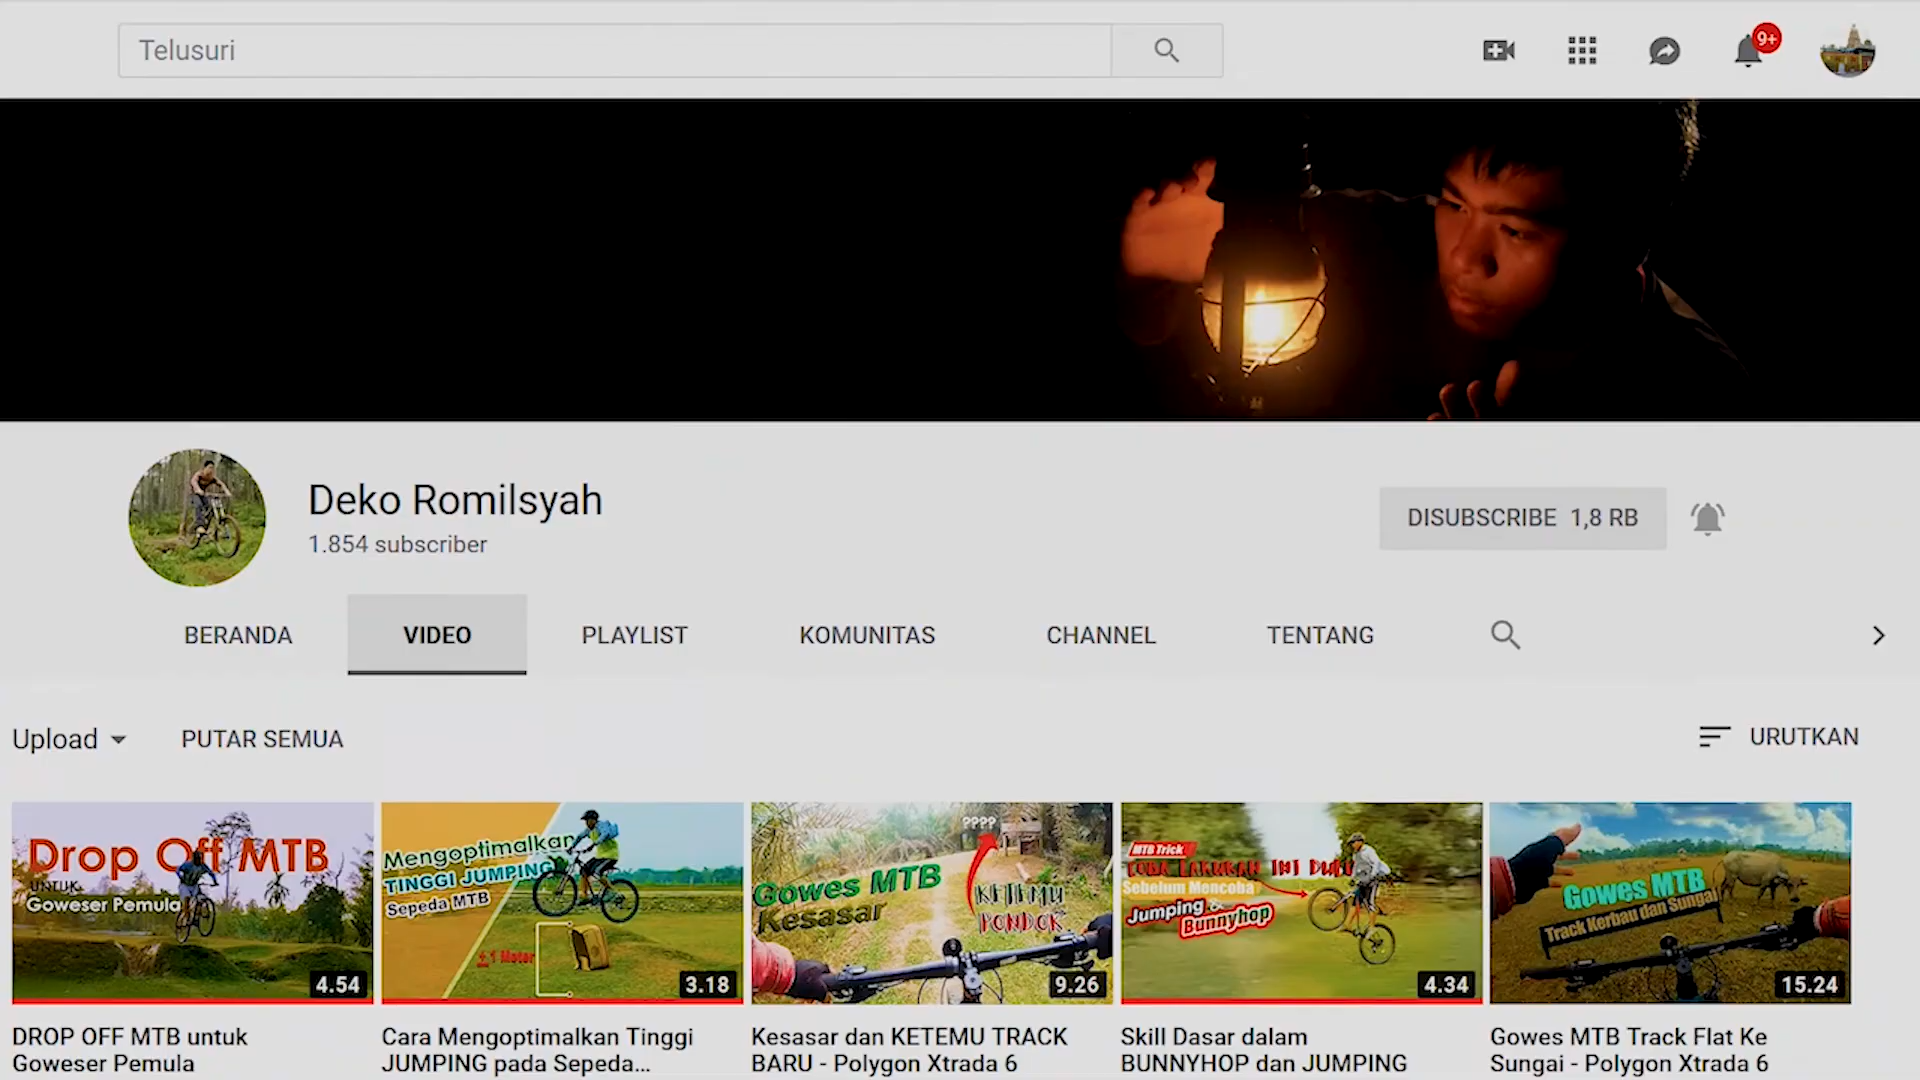 Telusuri
9+
Deko Romilsyah
1.854 subscriber
DISUBSCRIBE 1,8 RB
BERANDA
VIDEO
PLAYLIST
KOMUNITAS
CHANNEL
TENTANG
Upload
PUTAR SEMUA
URUTKAN
Drop Off MTB
UNTUK
Goweser Pemula
4.54
Mengoptimalkan
TINGGI JUMPING
Sepeda MTB
± 1 Meter
3.18
????
Gowes MTB
Kesasar
KETEMU
PONDOK
9.26
MTB Trick
COBA LAKUKAN INI DULU
Sebelum Mencoba
Jumping &
Bunnyhop
4.34
Gowes MTB
Track Kerbau dan Sungai
15.24
DROP OFF MTB untuk
Goweser Pemula
Cara Mengoptimalkan Tinggi
JUMPING pada Sepeda...
Kesasar dan KETEMU TRACK
BARU - Polygon Xtrada 6
Skill Dasar dalam
BUNNYHOP dan JUMPING
Gowes MTB Track Flat Ke
Sungai - Polygon Xtrada 6